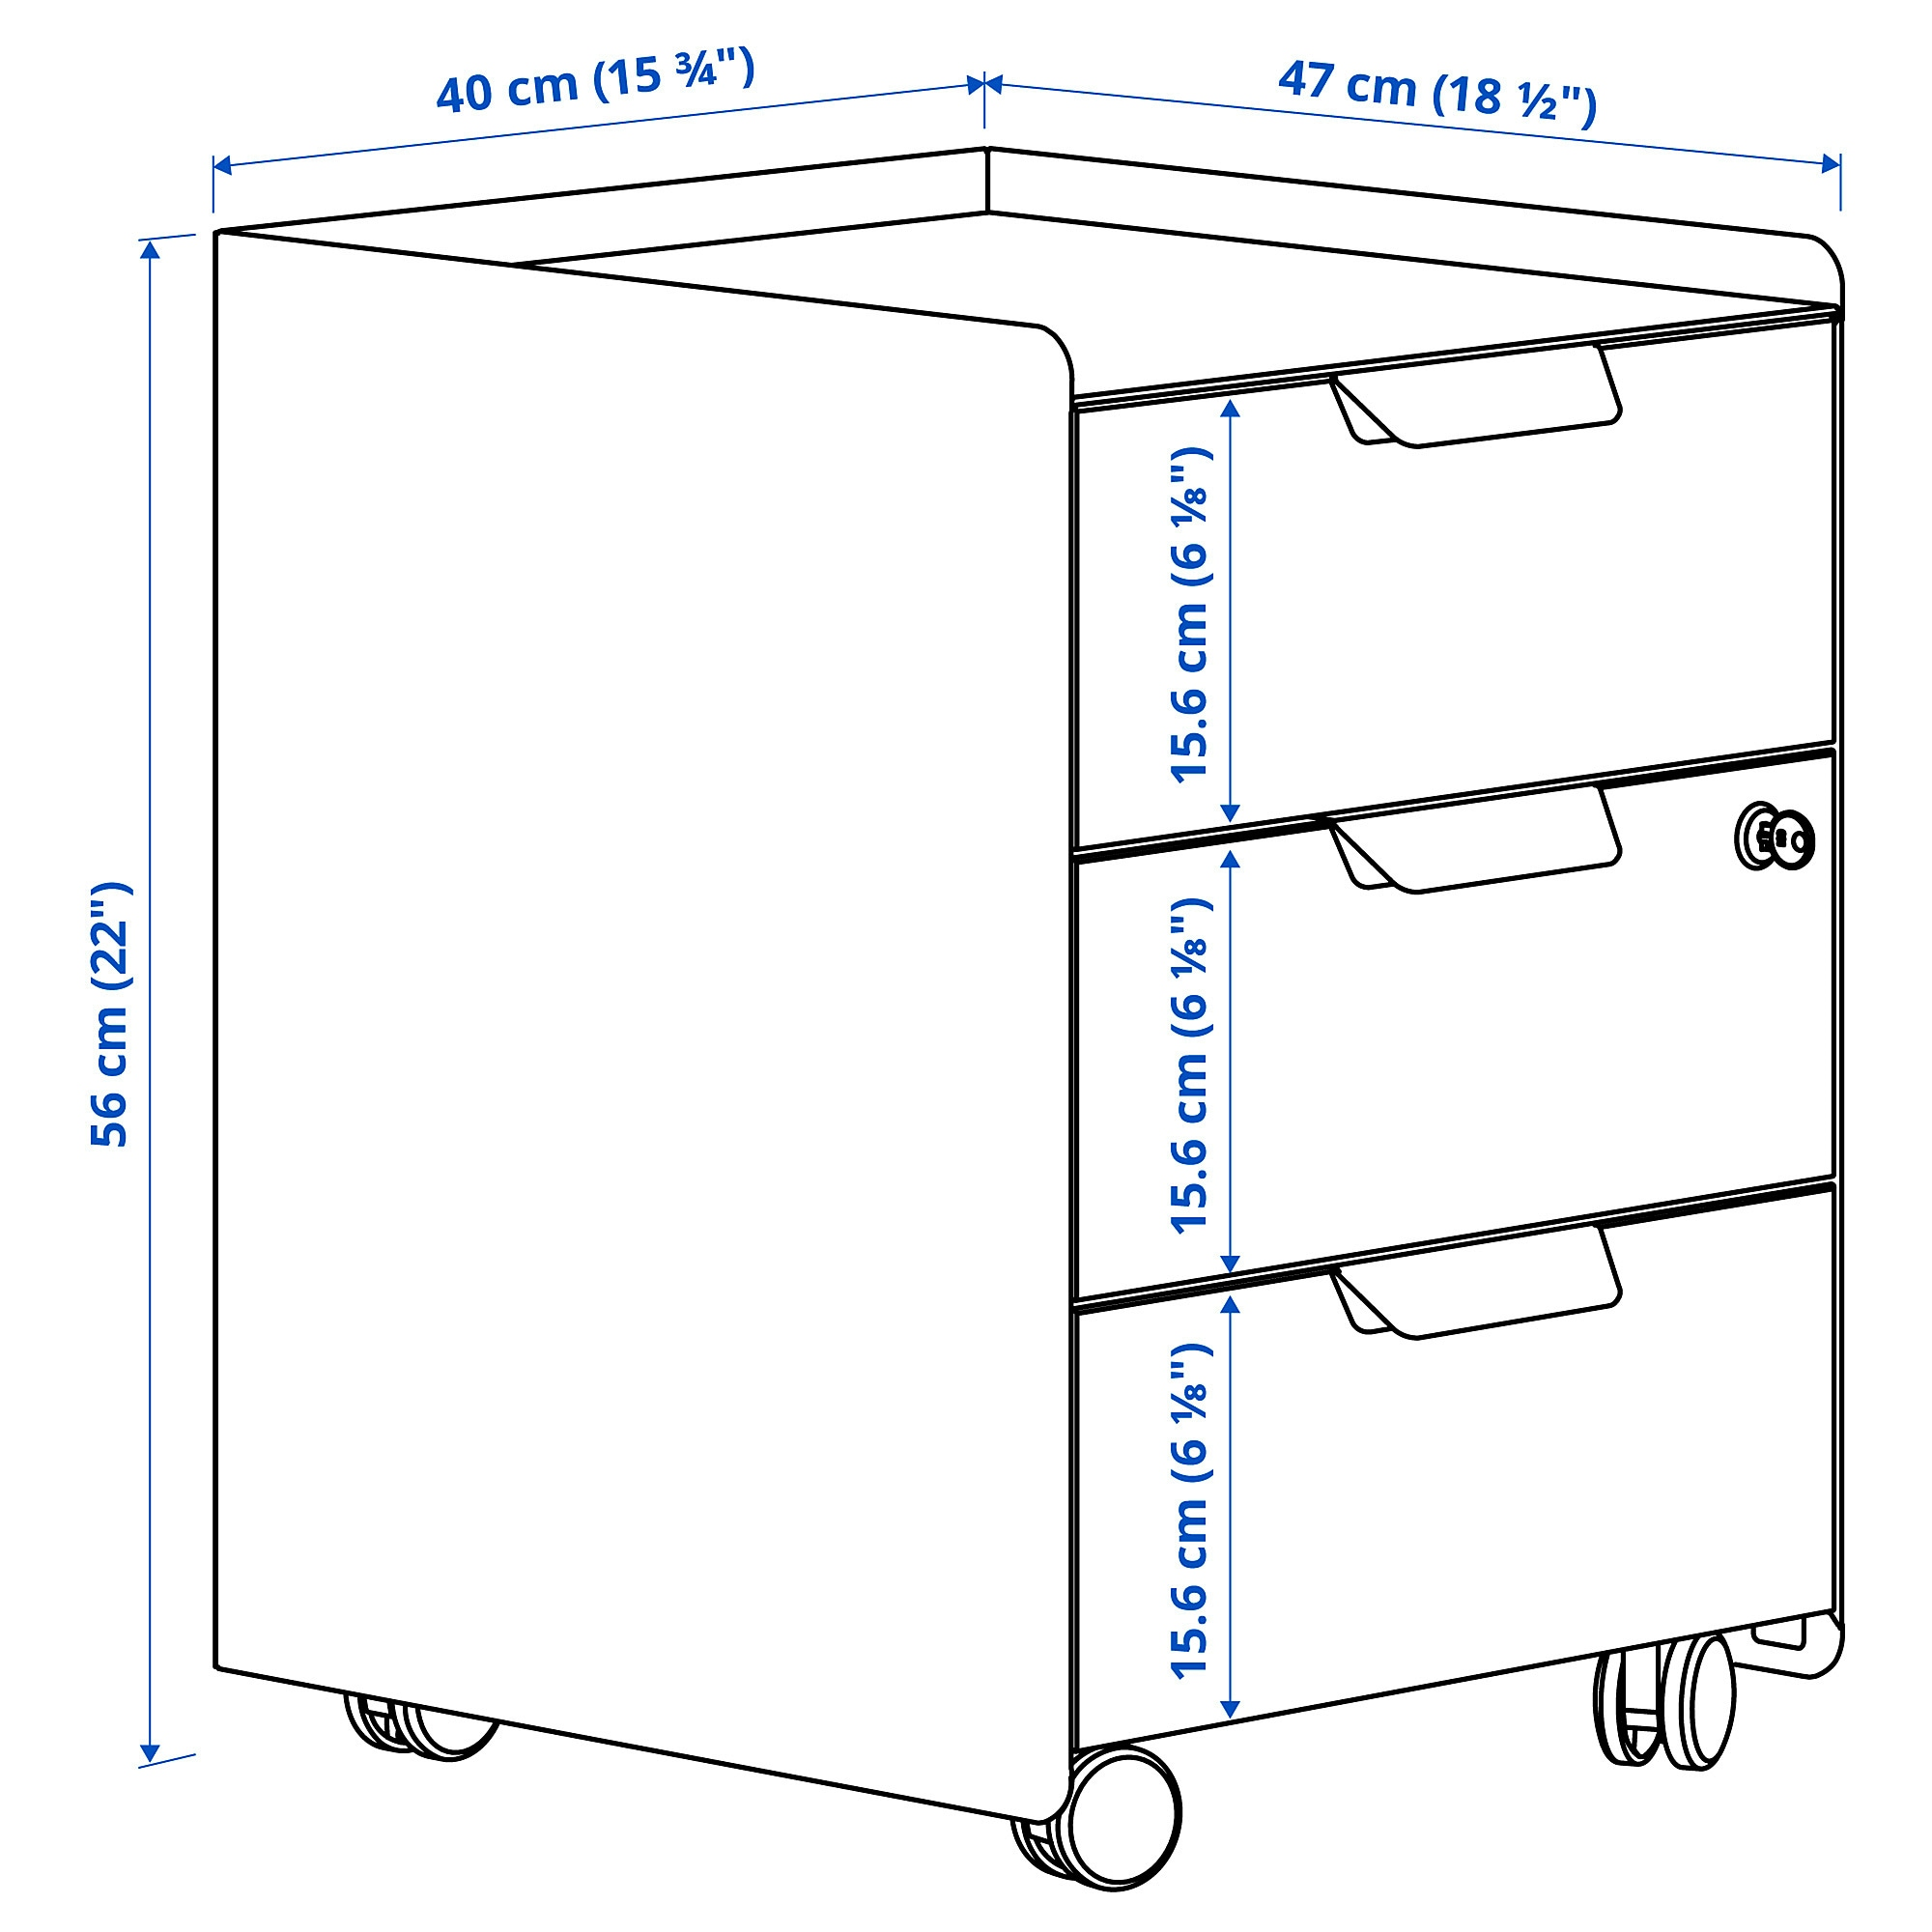 40 cm (15 ¾")
47 cm (18 ½")
15.6 cm (6 ⅛")
56 cm (22")
15.6 cm (6 ⅛")
15.6 cm (6 ⅛")